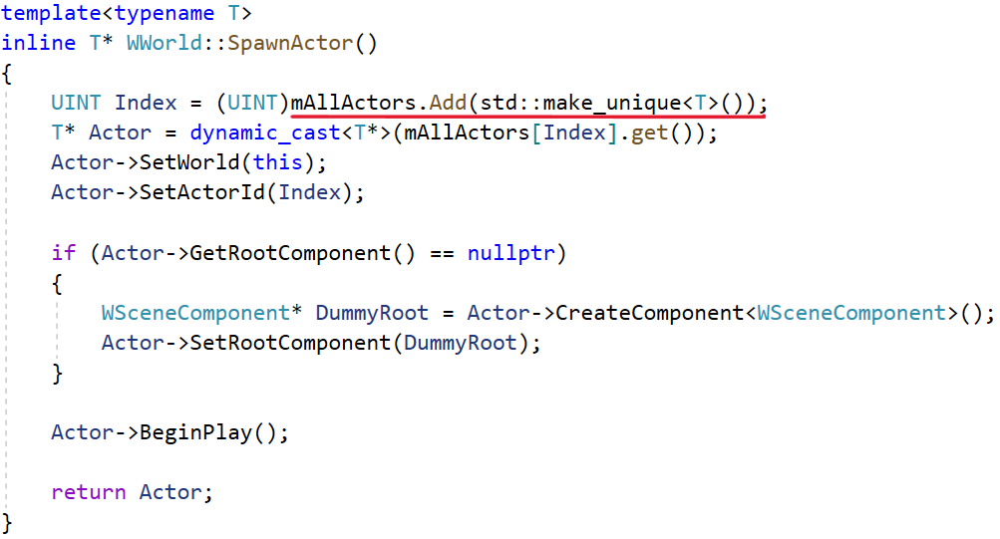 template<typename T>
inline T* WWorld::SpawnActor()
{
    UINT Index = (UINT)mAllActors.Add(std::make_unique<T>());
    T* Actor = dynamic_cast<T*>(mAllActors[Index].get());
    Actor->SetWorld(this);
    Actor->SetActorId(Index);

    if (Actor->GetRootComponent() == nullptr)
    {
        WSceneComponent* DummyRoot = Actor->CreateComponent<WSceneComponent>();
        Actor->SetRootComponent(DummyRoot);
    }

    Actor->BeginPlay();

    return Actor;
}